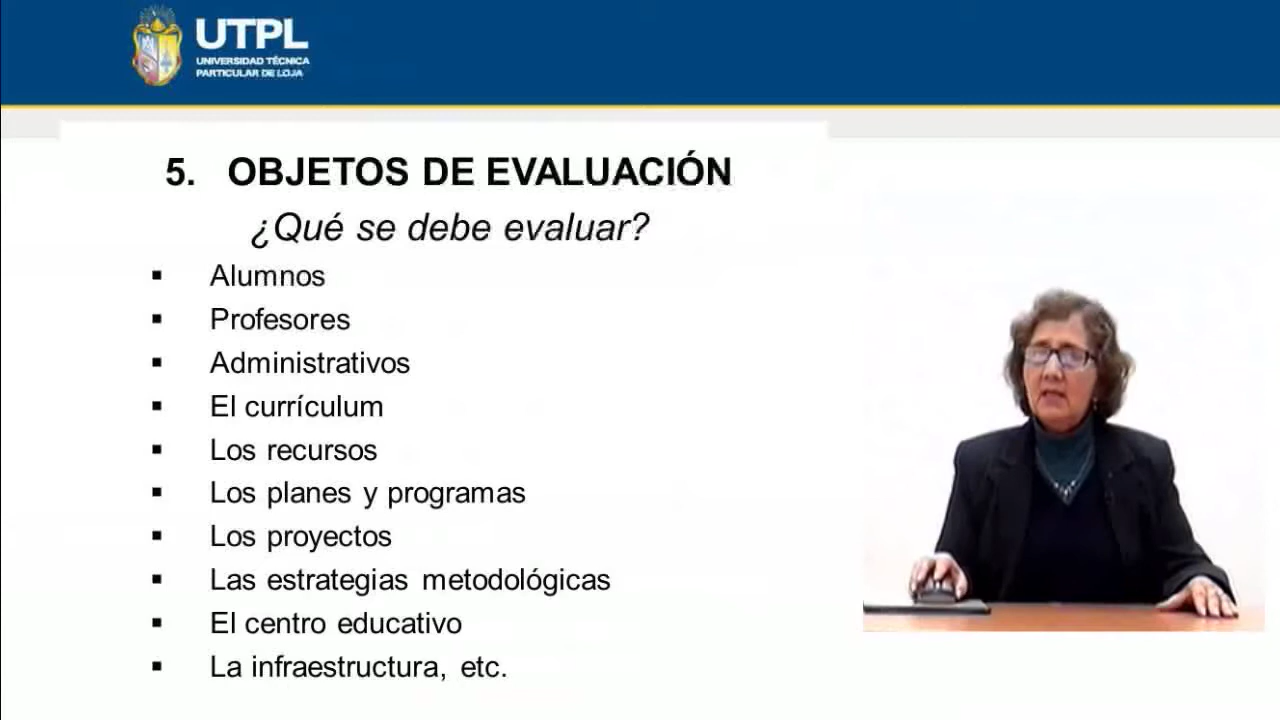 UTPL
UNIVERSIDAD TÉCNICA
PARTICULAR DE LOJA
5. OBJETOS DE EVALUACIÓN
¿Qué se debe evaluar?
▪ Alumnos
▪ Profesores
▪ Administrativos
▪ El currículum
▪ Los recursos
▪ Los planes y programas
▪ Los proyectos
▪ Las estrategias metodológicas
▪ El centro educativo
▪ La infraestructura, etc.